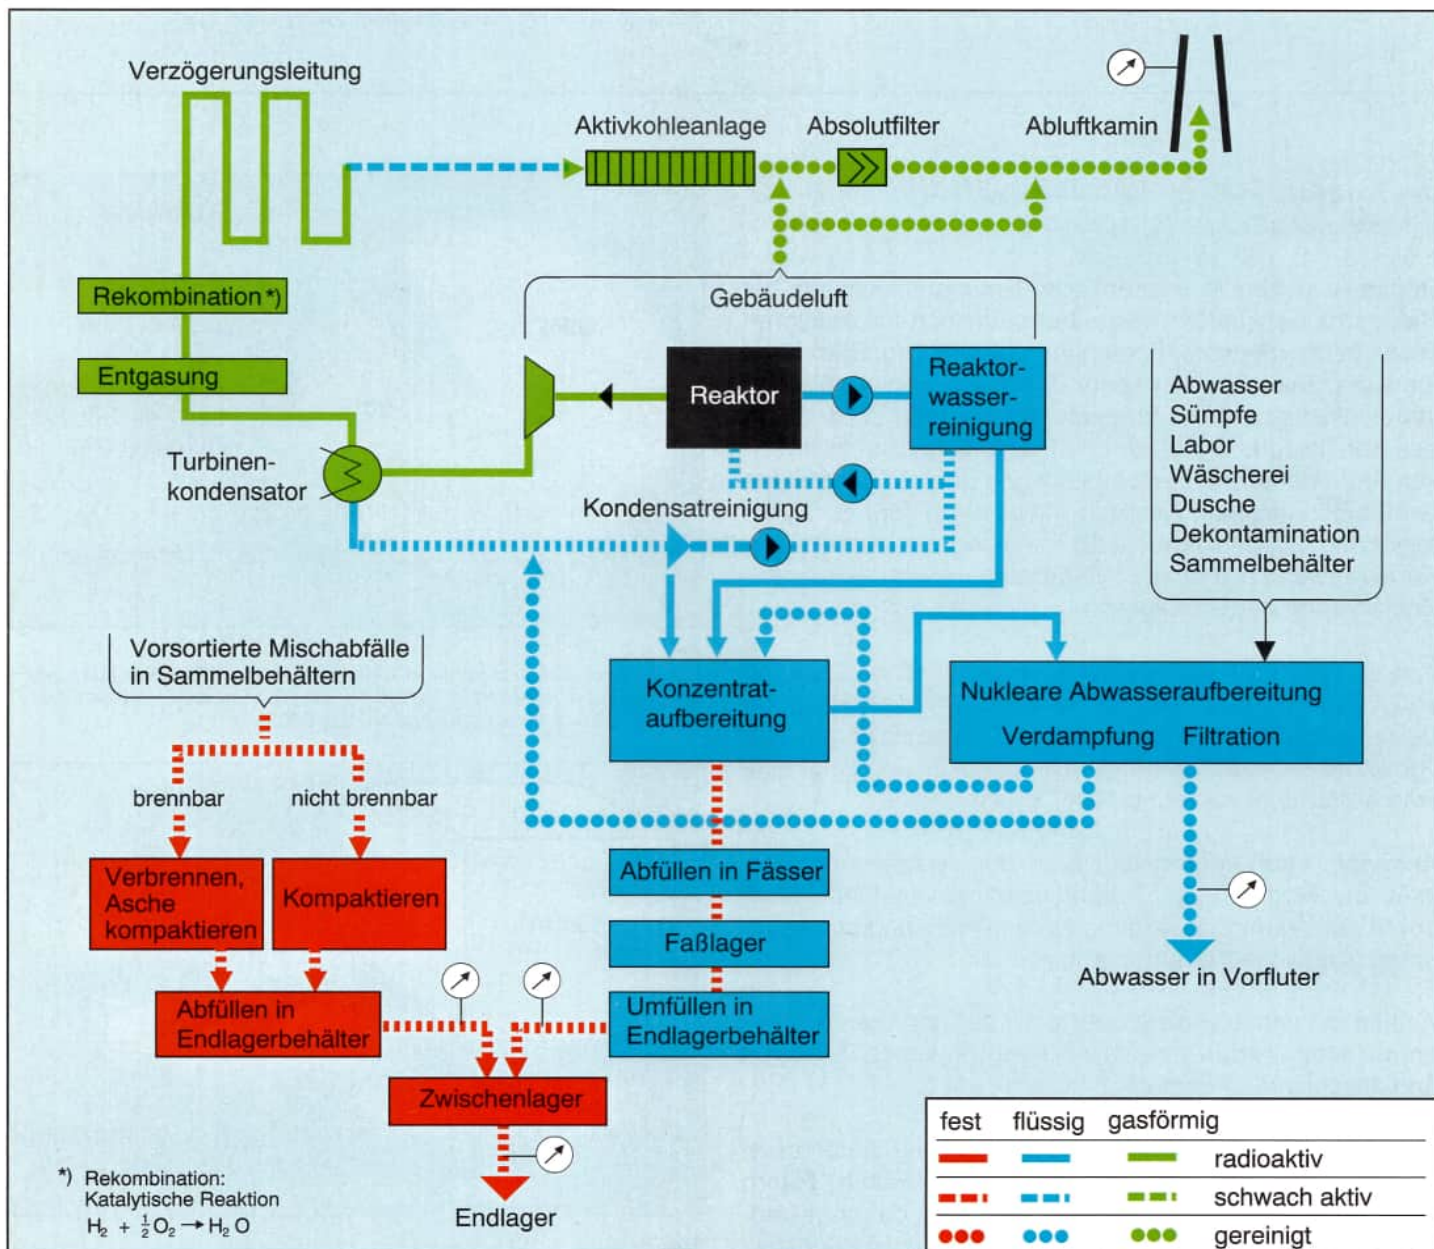 Verzögerungsleitung
Aktivkohleanlage
Absolutfilter
Abluftkamin
Rekombination*)
Gebäudeluft
Entgasung
Reaktor
Reaktor-
wasser-
reinigung
Abwasser
Sümpfe
Labor
Wäscherei
Dusche
Dekontamination
Sammelbehälter
Turbinen-
kondensator
Kondensatreinigung
Vorsortierte Mischabfälle
in Sammelbehältern
Konzentrat-
aufbereitung
Nukleare Abwasseraufbereitung
Verdampfung Filtration
brennbar
nicht brennbar
Verbrennen,
Asche
kompaktieren
Kompaktieren
Abfüllen in Fässer
Faßlager
Abwasser in Vorfluter
Abfüllen in
Endlagerbehälter
Umfüllen in
Endlagerbehälter
Zwischenlager
Endlager
*) Rekombination:
Katalytische Reaktion
H₂ + ½O₂ → H₂O
fest flüssig gasförmig
radioaktiv
schwach aktiv
gereinigt